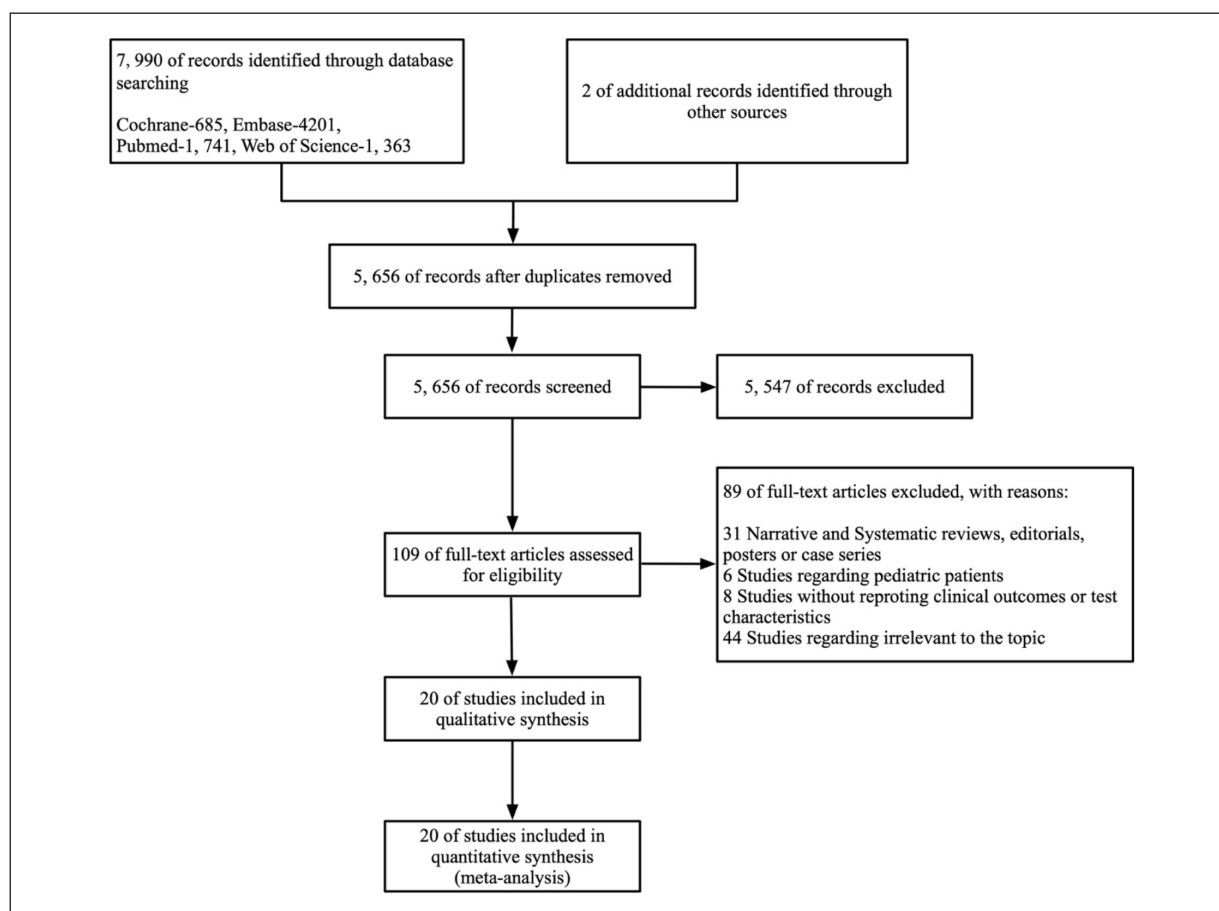 7, 990 of records identified through database
searching
Cochrane-685, Embase-4201,
Pubmed-1, 741, Web of Science-1, 363
2 of additional records identified through
other sources
5, 656 of records after duplicates removed
5, 656 of records screened
5, 547 of records excluded
109 of full-text articles assessed
for eligibility
89 of full-text articles excluded, with reasons:
31 Narrative and Systematic reviews, editorials,
posters or case series
6 Studies regarding pediatric patients
8 Studies without reproting clinical outcomes or test
characteristics
44 Studies regarding irrelevant to the topic
20 of studies included in
qualitative synthesis
20 of studies included in
quantitative synthesis
(meta-analysis)